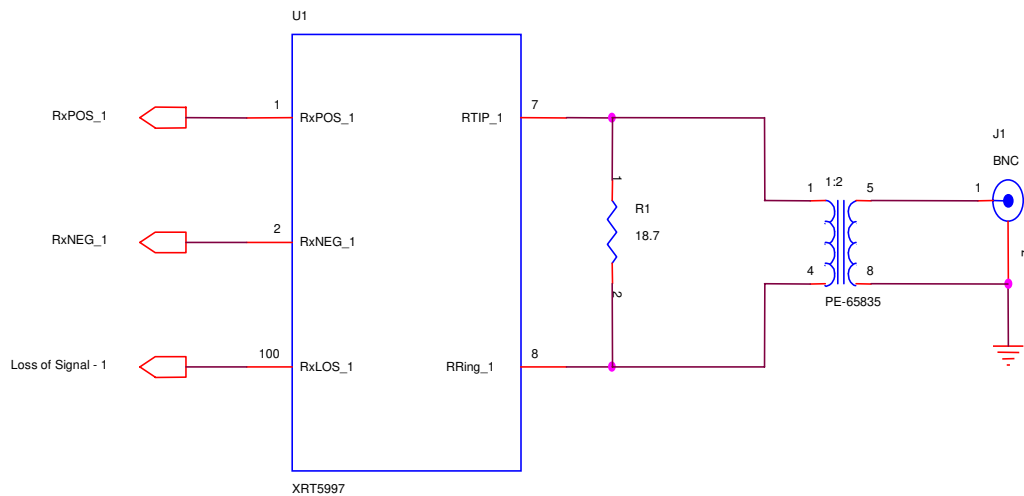 U1
J1
BNC
RxPOS_1
1
RxPOS_1
RTIP_1
7
1
R1
18.7
2
1:2
1
5
4
8
PE-65835
1
RxNEG_1
2
RxNEG_1
Loss of Signal - 1
100
RxLOS_1
RRing_1
8
XRT5997